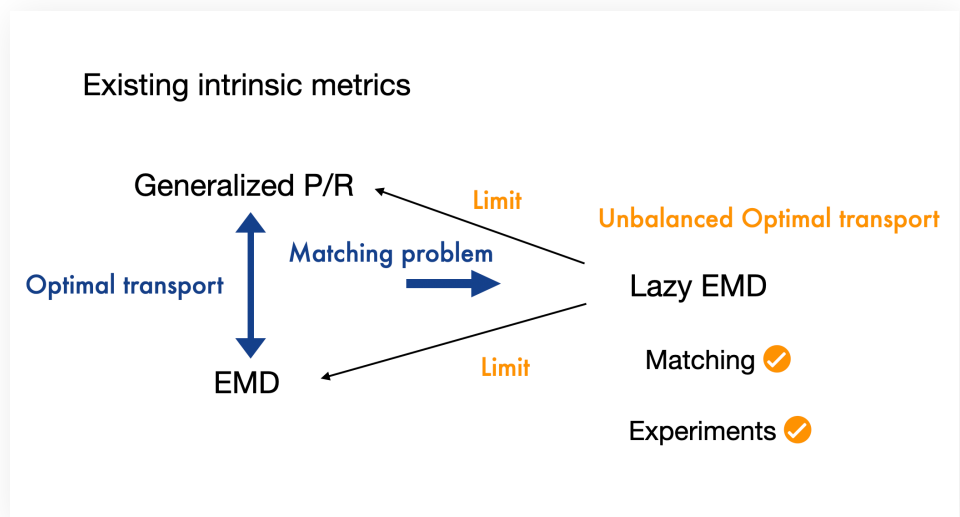 Existing intrinsic metrics
Generalized P/R
Limit
Unbalanced Optimal transport
Matching problem
Optimal transport
Lazy EMD
Limit
EMD
Matching
Experiments